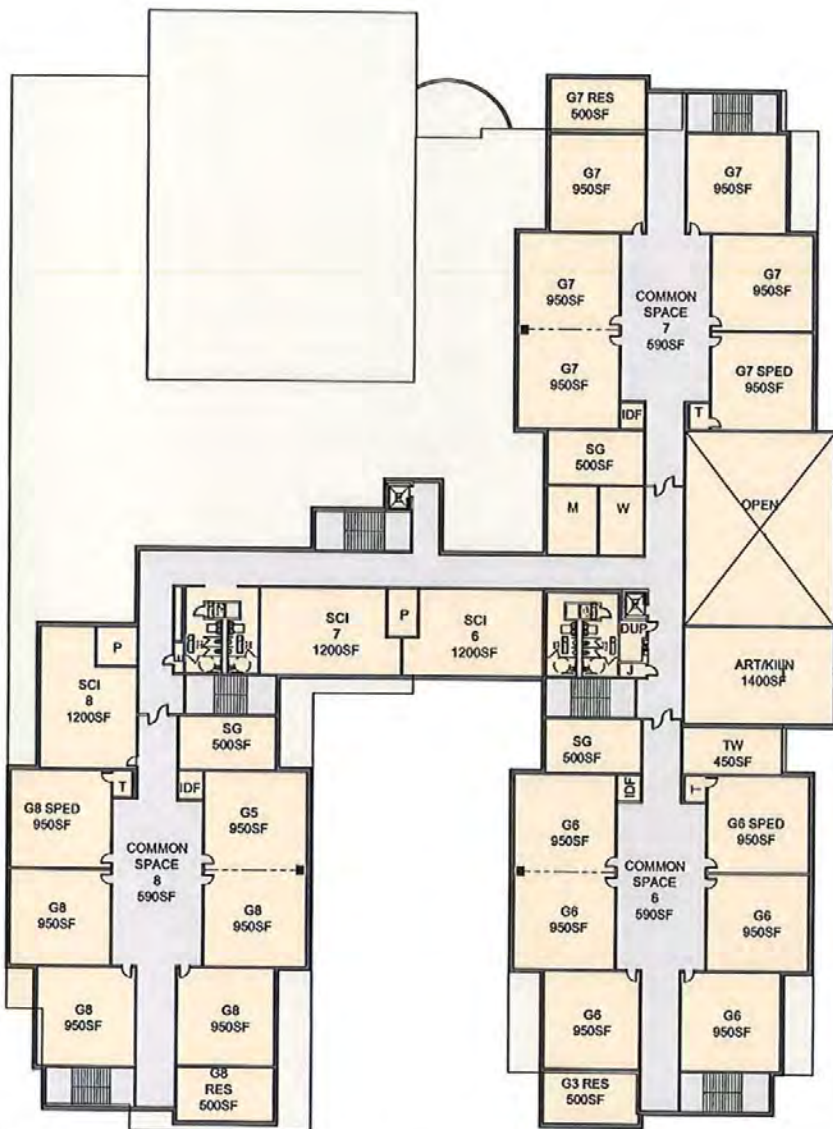 G7 RES
500SF
G7
950SF
G7
950SF
G7
950SF
G7
950SF
COMMON
SPACE
7
590SF
G7
950SF
G7 SPED
950SF
IDF
T
SG
500SF
M
W
OPEN
SCI
7
1200SF
P
SCI
6
1200SF
DUP
J
ART/KILN
1400SF
P
SCI
8
1200SF
SG
500SF
SG
500SF
TW
450SF
T
IDF
IDF
T
G8 SPED
950SF
G5
950SF
G6
950SF
G6 SPED
950SF
COMMON
SPACE
8
590SF
COMMON
SPACE
6
590SF
G8
950SF
G8
950SF
G6
950SF
G6
950SF
G8
950SF
G8
950SF
G6
950SF
G6
950SF
G8
RES
500SF
G3 RES
500SF